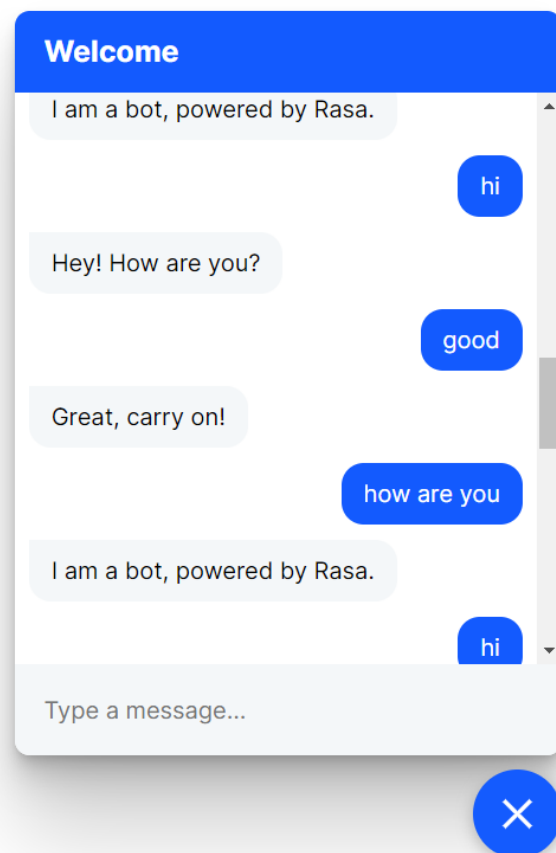 Welcome
I am a bot, powered by Rasa.
hi
Hey! How are you?
good
Great, carry on!
how are you
I am a bot, powered by Rasa.
hi
Type a message...